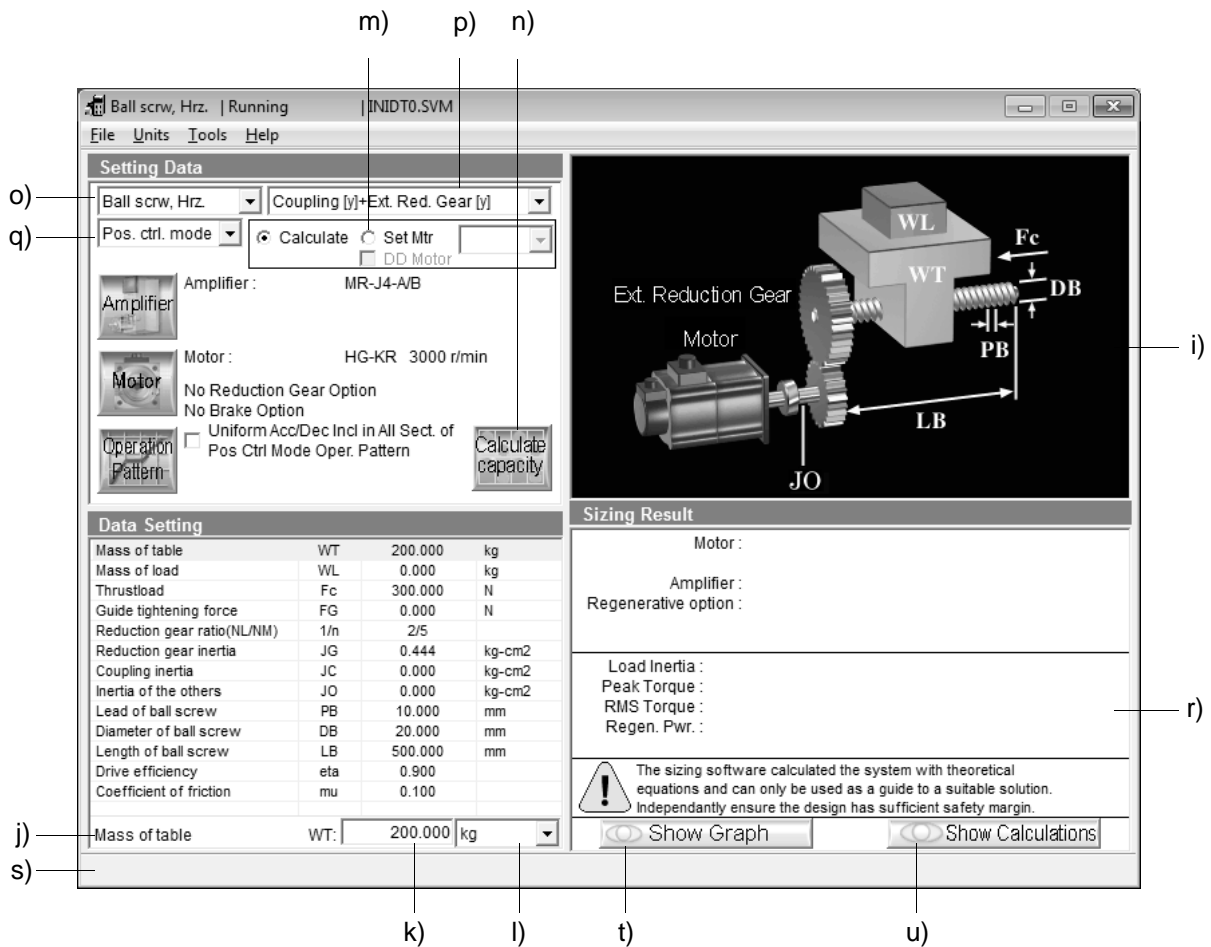 m) p) n)
Ball scrw, Hrz. | Running | INIDT0.SVM
File Units Tools Help
Setting Data
o) Ball scrw, Hrz. Coupling [y]+Ext. Red. Gear [y]
q) Pos. ctrl. mode Calculate Set Mtr
DD Motor
Amplifier Amplifier : MR-J4-A/B
Motor Motor : HG-KR 3000 r/min
No Reduction Gear Option
No Brake Option
Operation Pattern Uniform Acc/Dec Incl in All Sect. of
Pos Ctrl Mode Oper. Pattern
Calculate capacity
WL
Fc
WT
DB
Ext. Reduction Gear
PB
Motor
LB
JO
i)
Data Setting
Mass of table WT 200.000 kg
Mass of load WL 0.000 kg
Thrustload Fc 300.000 N
Guide tightening force FG 0.000 N
Reduction gear ratio(NL/NM) 1/n 2/5
Reduction gear inertia JG 0.444 kg-cm2
Coupling inertia JC 0.000 kg-cm2
Inertia of the others JO 0.000 kg-cm2
Lead of ball screw PB 10.000 mm
Diameter of ball screw DB 20.000 mm
Length of ball screw LB 500.000 mm
Drive efficiency eta 0.900
Coefficient of friction mu 0.100
j) Mass of table WT: 200.000 kg
s)
Sizing Result
Motor :
Amplifier :
Regenerative option :
Load Inertia :
Peak Torque :
RMS Torque :
Regen. Pwr. :
r)
The sizing software calculated the system with theoretical
equations and can only be used as a guide to a suitable solution.
Independantly ensure the design has sufficient safety margin.
Show Graph Show Calculations
k) l) t) u)